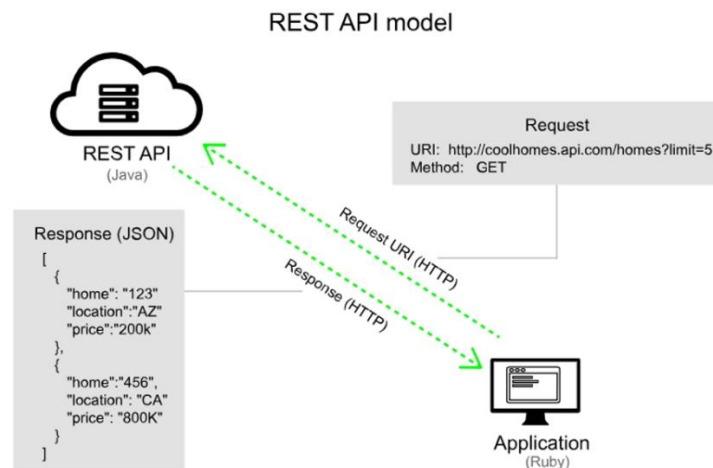 REST API model
REST API
(Java)
Request
URI: http://coolhomes.api.com/homes?limit=5
Method: GET
Request URI (HTTP)
Response (HTTP)
Response (JSON)
[
{
"home": "123"
"location":"AZ"
"price":"200k"
},
{
"home":"456",
"location": "CA"
"price": "800K"
}
]
Application
(Ruby)